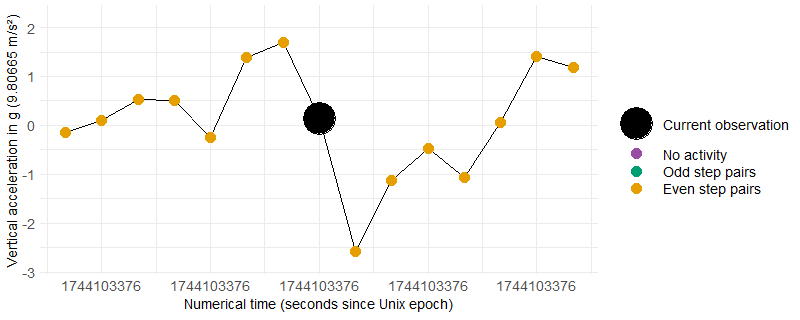 Vertical acceleration in g (9.80665 m/s²)
2
1
0
-1
-2
-3
1744103376 1744103376 1744103376 1744103376 1744103376
Numerical time (seconds since Unix epoch)
Current observation
No activity
Odd step pairs
Even step pairs